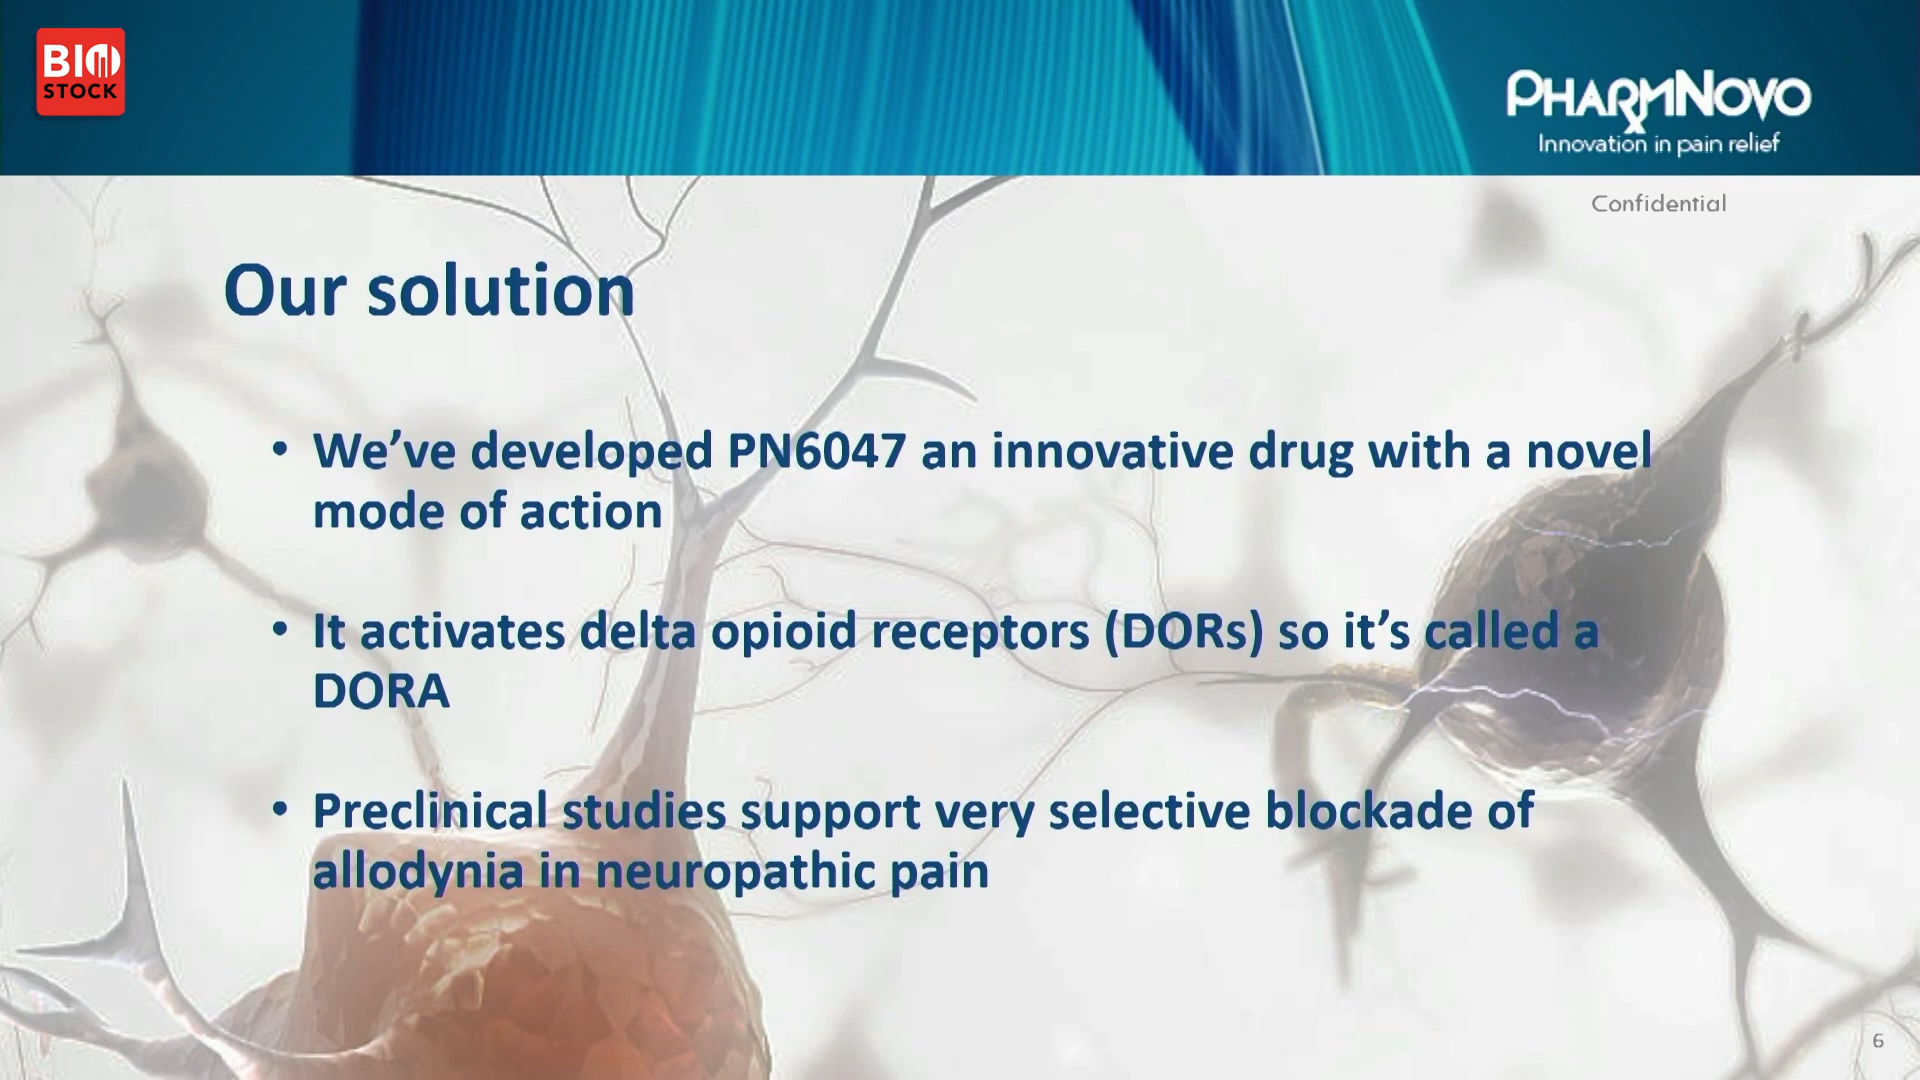 BIO
STOCK
PHARMNOVO
Innovation in pain relief
Confidential
Our solution
• We’ve developed PN6047 an innovative drug with a novel
mode of action
• It activates delta opioid receptors (DORs) so it’s called a
DORA
• Preclinical studies support very selective blockade of
allodynia in neuropathic pain
6